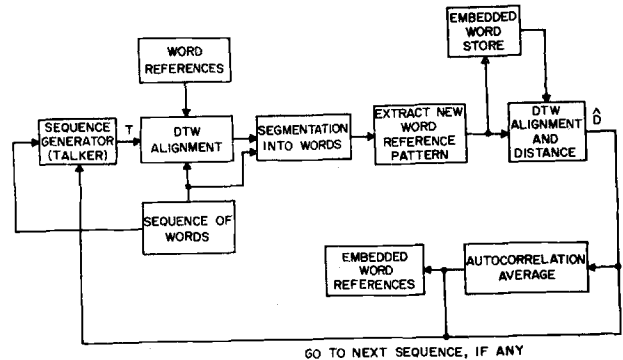 EMBEDDED
WORD
STORE
WORD
REFERENCES
SEQUENCE
GENERATOR
(TALKER)
T
DTW
ALIGNMENT
SEGMENTATION
INTO WORDS
EXTRACT NEW
WORD
REFERENCE
PATTERN
DTW
ALIGNMENT
AND
DISTANCE
D̂
SEQUENCE OF
WORDS
EMBEDDED
WORD
REFERENCES
AUTOCORRELATION
AVERAGE
GO TO NEXT SEQUENCE, IF ANY